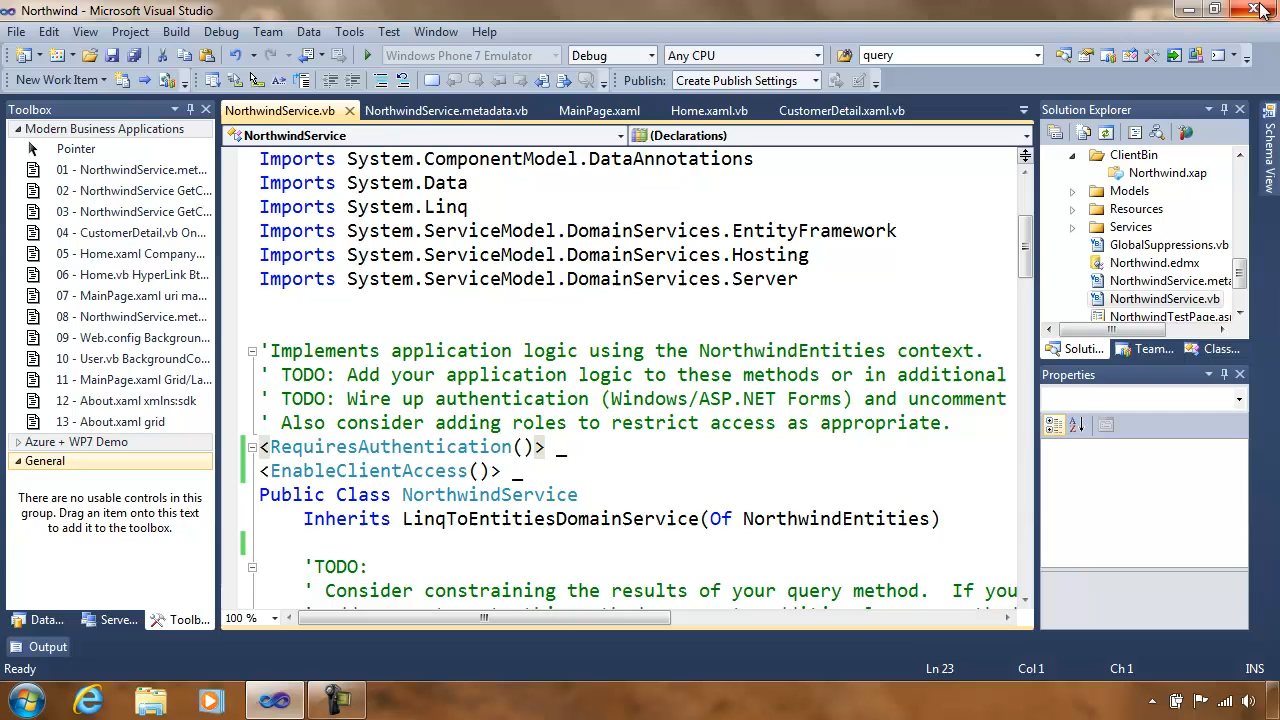 Northwind - Microsoft Visual Studio
File Edit View Project Build Debug Team Data Tools Test Window Help
Windows Phone 7 Emulator Debug Any CPU query
New Work Item Publish: Create Publish Settings
Toolbox
Modern Business Applications
Pointer
01 - NorthwindService.met...
02 - NorthwindService GetC...
03 - NorthwindService GetC...
04 - CustomerDetail.vb On...
05 - Home.xaml Company...
06 - Home.vb HyperLink Bt...
07 - MainPage.xaml uri ma...
08 - NorthwindService.met...
09 - Web.config Backgroun...
10 - User.vb BackgroundCo...
11 - MainPage.xaml Grid/La...
12 - About.xaml xmlns:sdk
13 - About.xaml grid
Azure + WP7 Demo
General
There are no usable controls in this
group. Drag an item onto this text
to add it to the toolbox.
Data... Serve... Toolb...
NorthwindService.vb NorthwindService.metadata.vb MainPage.xaml Home.xaml.vb CustomerDetail.xaml.vb
NorthwindService (Declarations)
Imports System.ComponentModel.DataAnnotations
Imports System.Data
Imports System.Linq
Imports System.ServiceModel.DomainServices.EntityFramework
Imports System.ServiceModel.DomainServices.Hosting
Imports System.ServiceModel.DomainServices.Server
'Implements application logic using the NorthwindEntities context.
' TODO: Add your application logic to these methods or in additional
' TODO: Wire up authentication (Windows/ASP.NET Forms) and uncomment
' Also consider adding roles to restrict access as appropriate.
<RequiresAuthentication()> _
<EnableClientAccess()> _
Public Class NorthwindService
Inherits LinqToEntitiesDomainService(Of NorthwindEntities)
'TODO:
' Consider constraining the results of your query method.  If you
100 %
Solution Explorer
ClientBin
Northwind.xap
Models
Resources
Services
GlobalSuppressions.vb
Northwind.edmx
NorthwindService.meta
NorthwindService.vb
NorthwindTestPage.as
Soluti... Team... Class...
Properties
Schema View
Output
Ready Ln 23 Col 1 Ch 1 INS